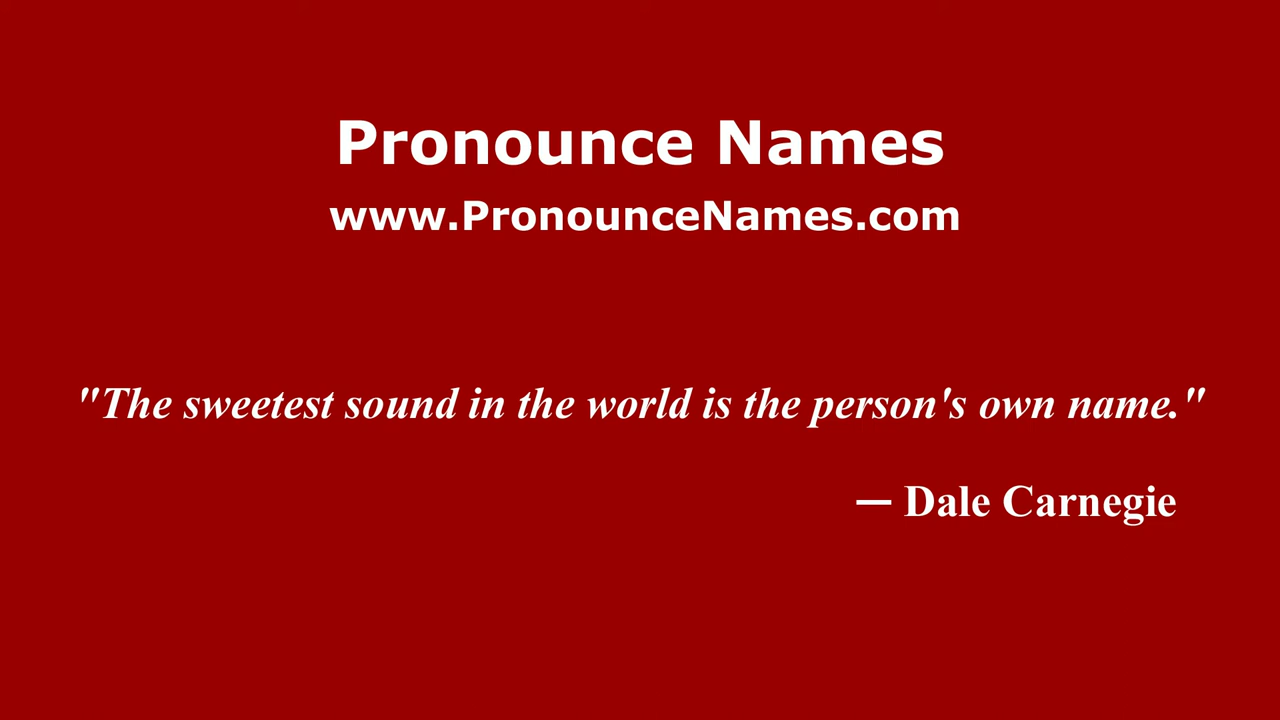 Pronounce Names
www.PronounceNames.com
"The sweetest sound in the world is the person's own name."
— Dale Carnegie